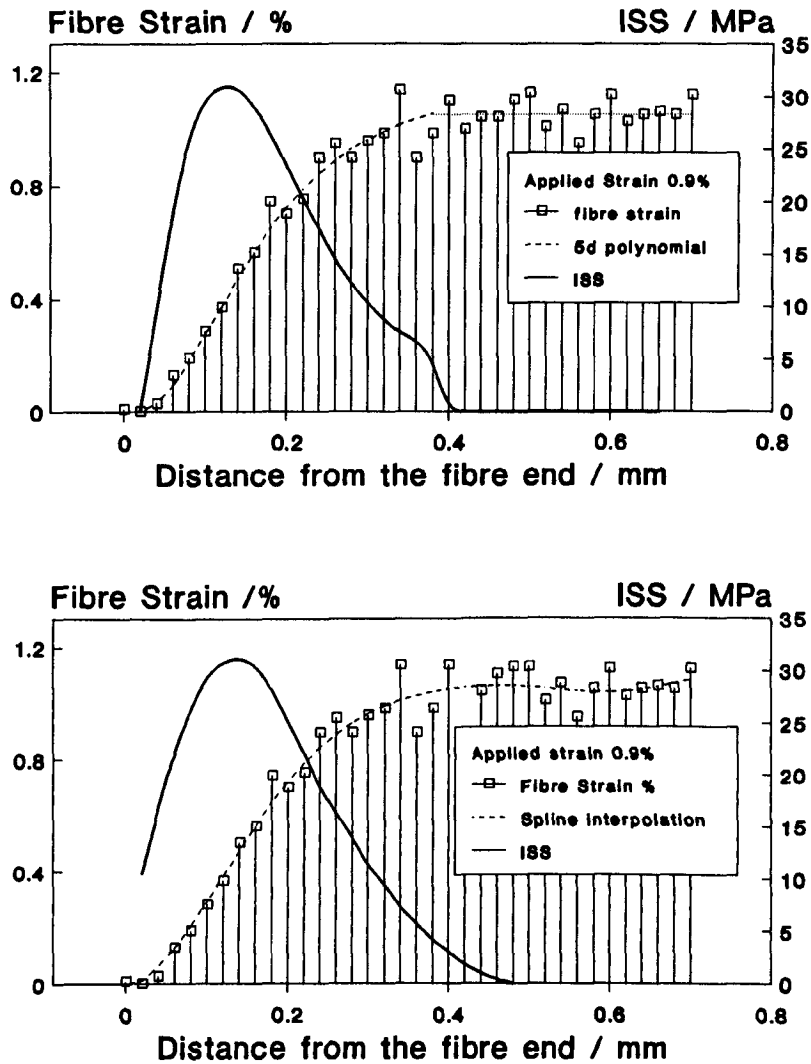 Fibre Strain / % ISS / MPa
35
1.2
30
25
Applied Strain 0.9%
0.8
fibre strain
20
5d polynomial
15
ISS
0.4
10
5
0 0
0 0.2 0.4 0.6 0.8
Distance from the fibre end / mm
Fibre Strain /% ISS / MPa
35
1.2
30
25
Applied strain 0.9%
0.8
Fibre Strain %
20
Spline interpolation
15
ISS
0.4
10
5
0 0
0 0.2 0.4 0.6 0.8
Distance from the fibre end / mm